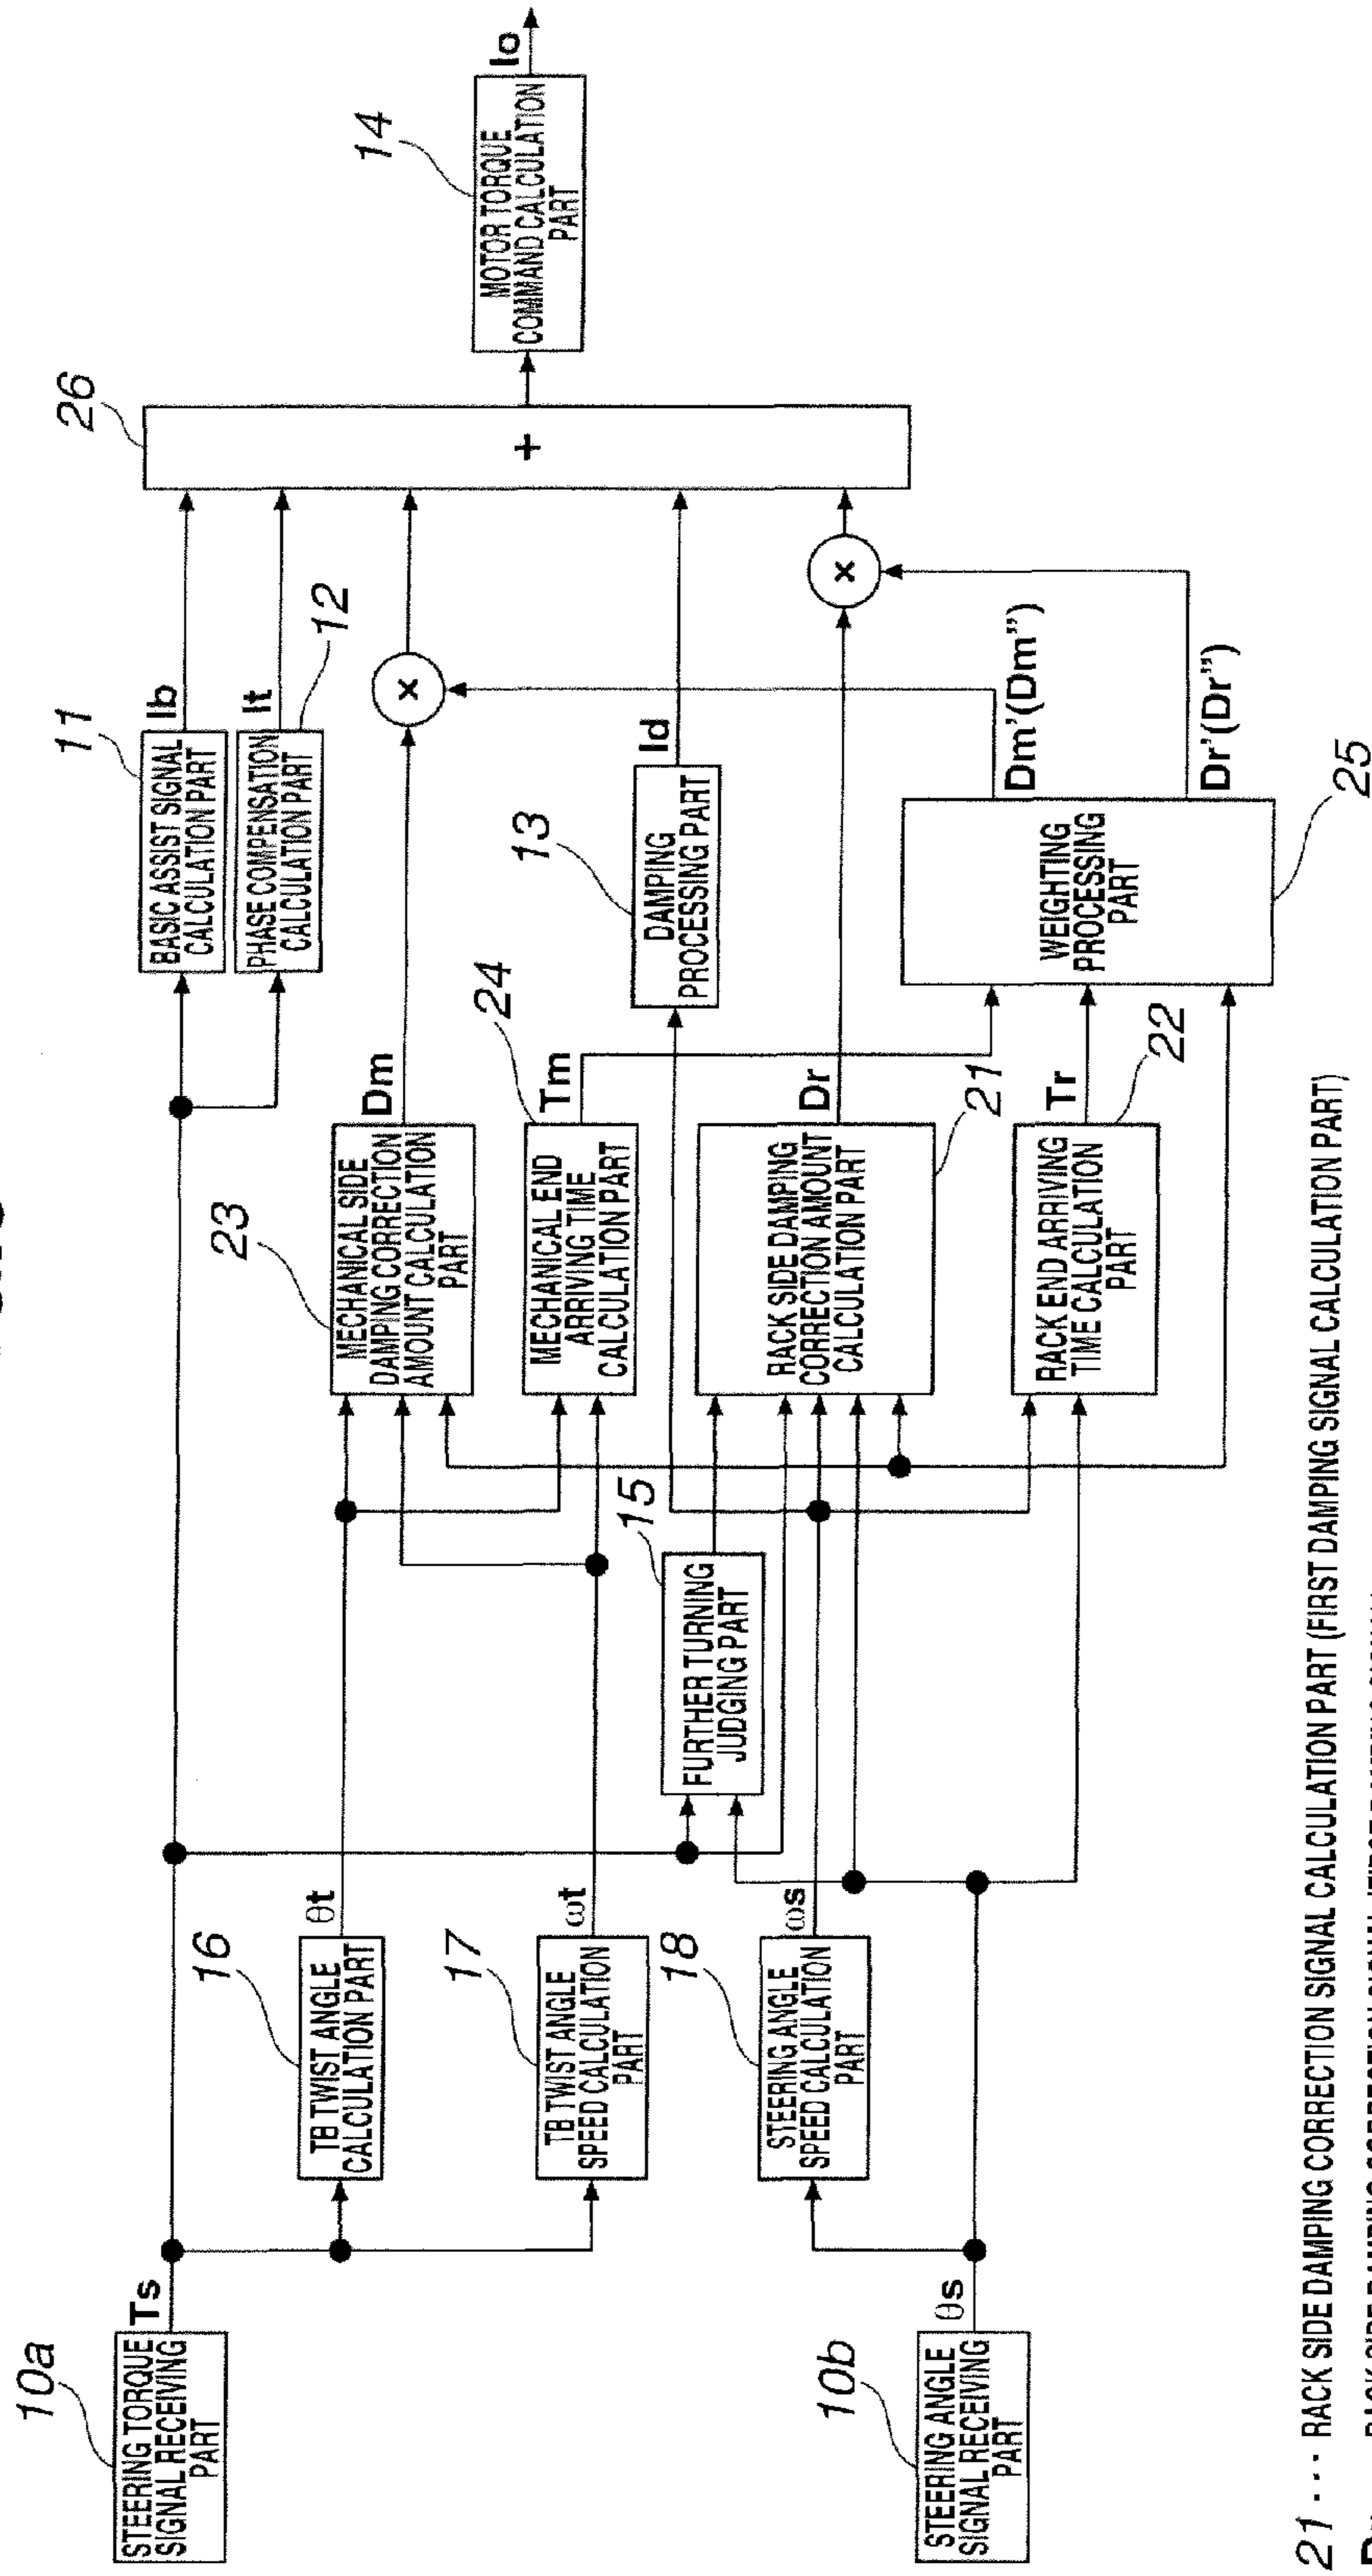 10a
STEERING TORQUE
SIGNAL RECEIVING
PART
Ts
10b
STEERING ANGLE
SIGNAL RECEIVING
PART
θs
16
TB TWIST ANGLE
CALCULATION PART
θt
17
TB TWIST ANGLE
SPEED CALCULATION
PART
ωt
18
STEERING ANGLE
SPEED CALCULATION
PART
ωs
15
FURTHER TURNING
JUDGING PART
23
MECHANICAL SIDE
DAMPING CORRECTION
AMOUNT CALCULATION
PART
Dm
24
MECHANICAL END
ARRIVING TIME
CALCULATION PART
Tm
RACK SIDE DAMPING
CORRECTION AMOUNT
CALCULATION PART
Dr
21
RACK END ARRIVING
TIME CALCULATION
PART
Tr
22
11
BASIC ASSIST SIGNAL
CALCULATION PART
Ib
PHASE COMPENSATION
CALCULATION PART
It
12
13
DAMPING
PROCESSING PART
Id
WEIGHTING
PROCESSING
PART
25
Dm'(Dm")
Dr'(Dr")
×
×
26
+
14
MOTOR TORQUE
COMMAND CALCULATION
PART
Io
21 ··· RACK SIDE DAMPING CORRECTION SIGNAL CALCULATION PART (FIRST DAMPING SIGNAL CALCULATION PART)
RACK SIDE DAMPING CORRECTION SIGNAL